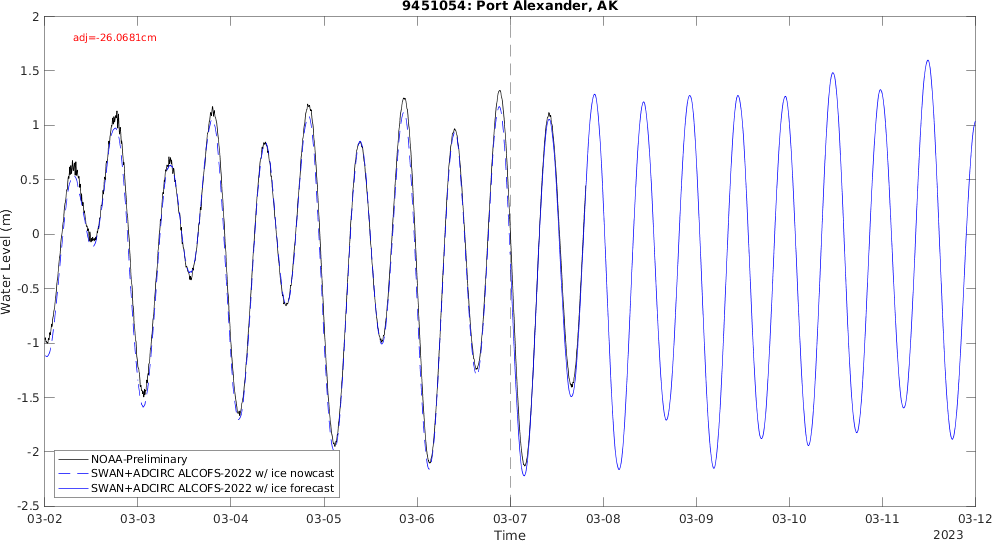 9451054: Port Alexander, AK
adj=-26.0681cm
Water Level (m)
2
1.5
1
0.5
0
-0.5
-1
-1.5
-2
-2.5
NOAA-Preliminary
SWAN+ADCIRC ALCOFS-2022 w/ ice nowcast
SWAN+ADCIRC ALCOFS-2022 w/ ice forecast
03-02 03-03 03-04 03-05 03-06 03-07 03-08 03-09 03-10 03-11 03-12
Time
2023